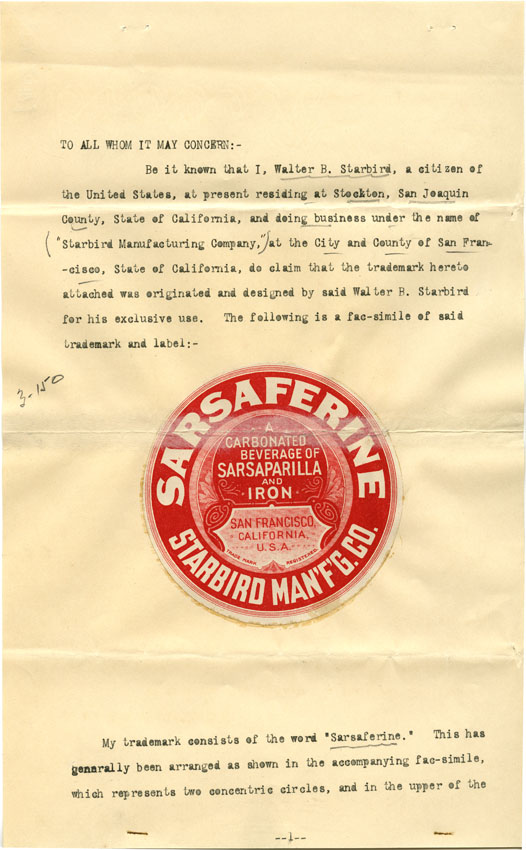 TO ALL WHOM IT MAY CONCERN:-
Be it known that I, Walter B. Starbird, a citizen of
the United States, at present residing at Stockton, San Joaquin
County, State of California, and doing business under the name of
("Starbird Manufacturing Company,") at the City and County of San Fran-
-cisco, State of California, do claim that the trademark hereto
attached was originated and designed by said Walter B. Starbird
for his exclusive use. The following is a fac-simile of said
trademark and label:-
3-150
SARSAFERINE
A
CARBONATED
BEVERAGE OF
SARSAPARILLA
AND
IRON
SAN FRANCISCO,
CALIFORNIA,
U.S.A.
TRADE MARK REGISTERED.
STARBIRD MAN'F'G. CO.
My trademark consists of the word "Sarsaferine." This has
generally been arranged as shown in the accompanying fac-simile,
which represents two concentric circles, and in the upper of the
--1--